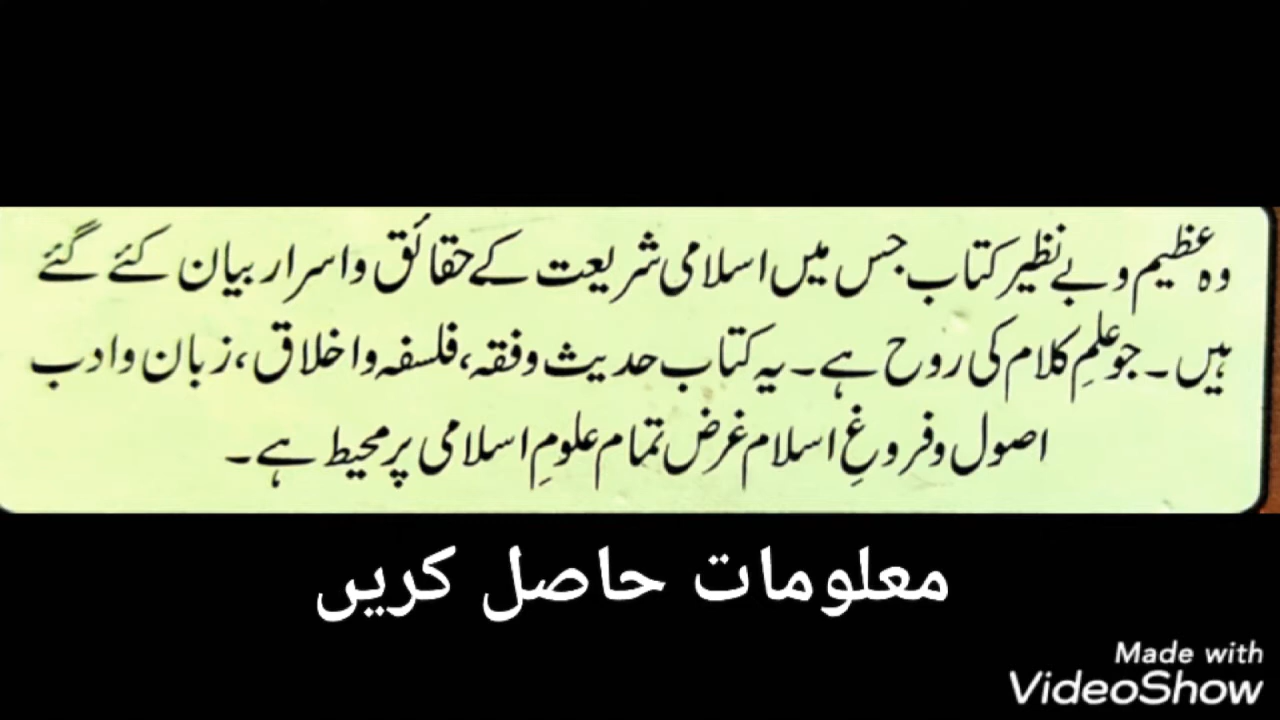 وہ عظیم و بے نظیر کتاب جس میں اسلامی شریعت کے حقائق و اسرار بیان کئے گئے
ہیں۔ جو علمِ کلام کی روح ہے۔ یہ کتاب حدیث و فقہ، فلسفہ و اخلاق، زبان و ادب
اصول و فروغِ اسلام غرض تمام علومِ اسلامی پر محیط ہے۔
معلومات حاصل کریں
Made with
VideoShow